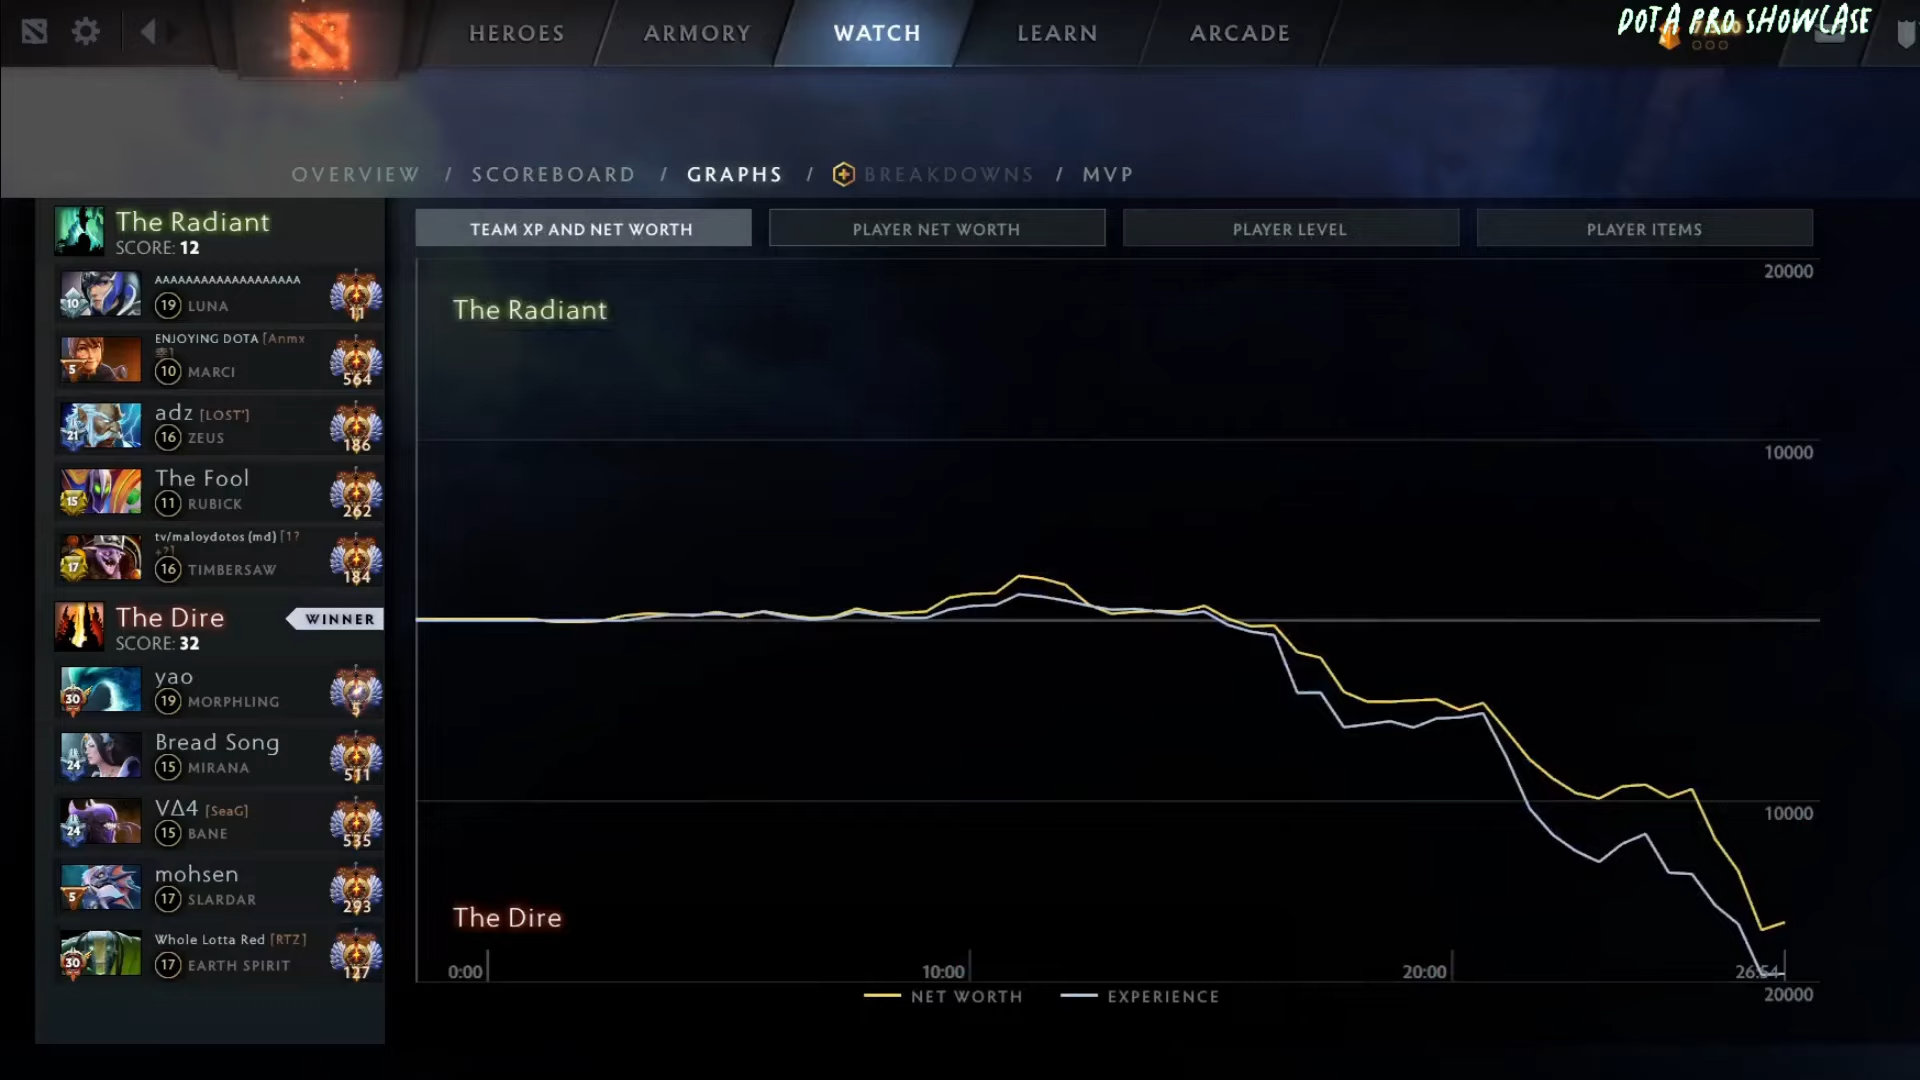 HEROES
ARMORY
WATCH
LEARN
ARCADE
DOTA PRO SHOWCASE
OVERVIEW / SCOREBOARD / GRAPHS / BREAKDOWNS / MVP
The Radiant
SCORE: 12
AAAAAAAAAAAAAAAAAAA
10 19 LUNA 11
ENJOYING DOTA [Anmx
5 10 MARCI 564
adz [LOST']
21 16 ZEUS 186
The Fool
15 11 RUBICK 262
tv/maloydotos (md) [1?
+?]
17 16 TIMBERSAW 184
The Dire
WINNER
SCORE: 32
yao
30 19 MORPHLING 5
Bread Song
24 15 MIRANA 511
VΔ4 [SeaG]
24 15 BANE 535
mohsen
5 17 SLARDAR 293
Whole Lotta Red [RTZ]
30 17 EARTH SPIRIT 127
TEAM XP AND NET WORTH
PLAYER NET WORTH
PLAYER LEVEL
PLAYER ITEMS
20000
The Radiant
10000
10000
The Dire
0:00
10:00
20:00
26:54
20000
NET WORTH
EXPERIENCE